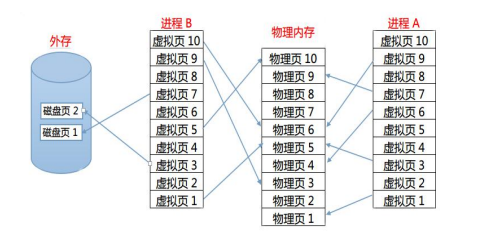 外存
磁盘页 2
磁盘页 1
进程 B
虚拟页 10
虚拟页 9
虚拟页 8
虚拟页 7
虚拟页 6
虚拟页 5
虚拟页 4
虚拟页 3
虚拟页 2
虚拟页 1
物理内存
物理页 10
物理页 9
物理页 8
物理页 7
物理页 6
物理页 5
物理页 4
物理页 3
物理页 2
物理页 1
进程 A
虚拟页 10
虚拟页 9
虚拟页 8
虚拟页 7
虚拟页 6
虚拟页 5
虚拟页 4
虚拟页 3
虚拟页 2
虚拟页 1